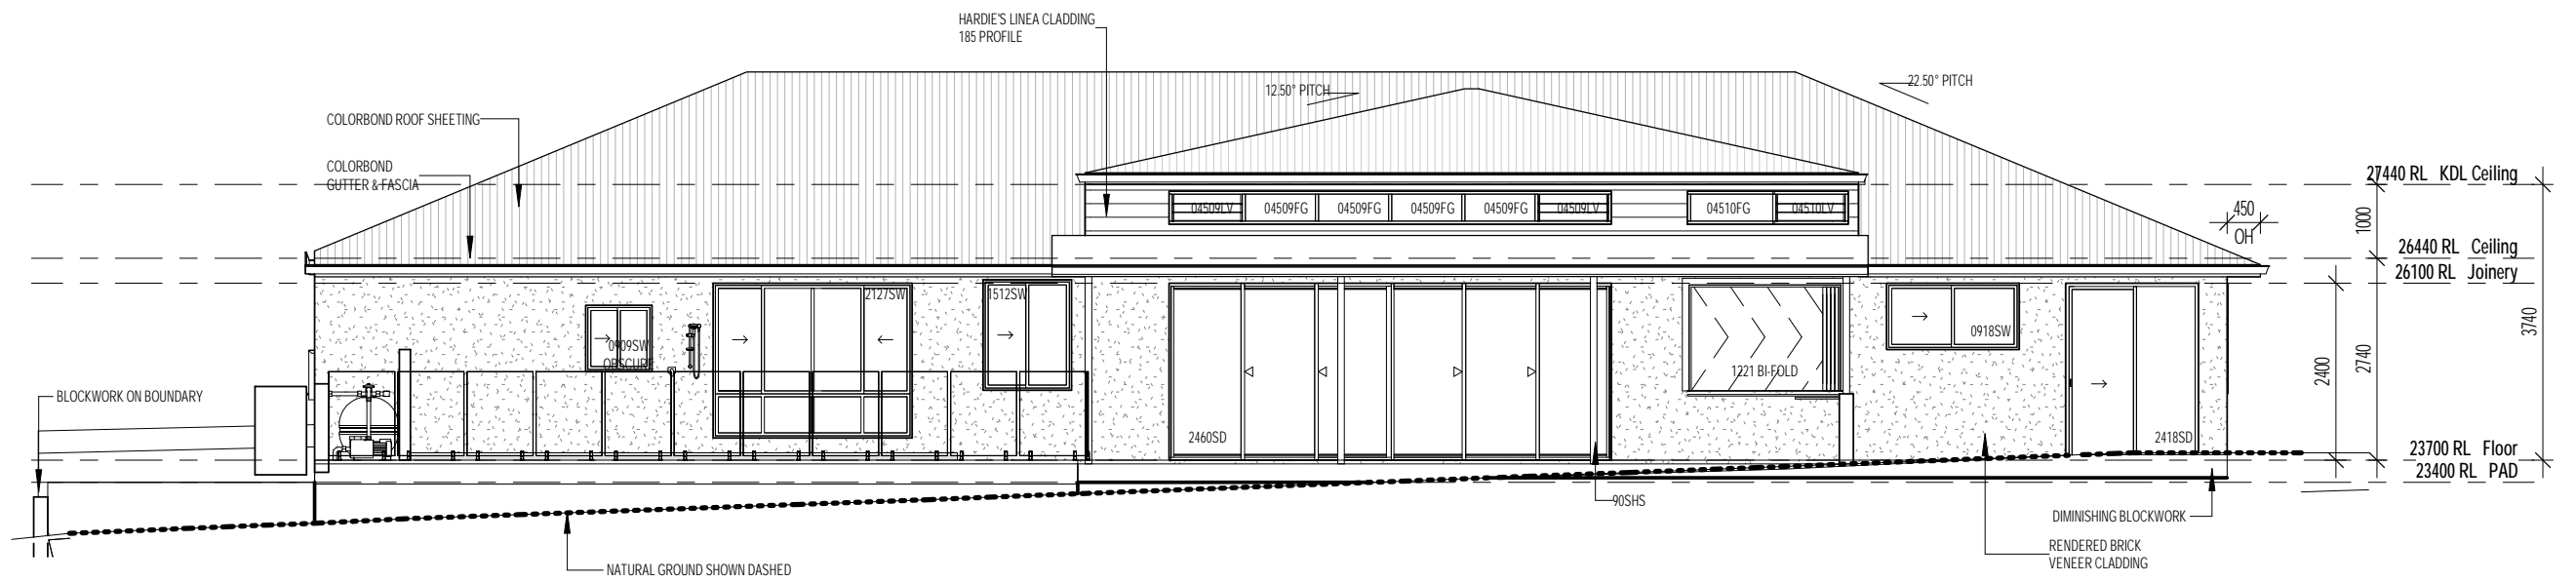 HARDIE'S LINEA CLADDING
185 PROFILE
12.50° PITCH
22.50° PITCH
COLORBOND ROOF SHEETING
COLORBOND
GUTTER & FASCIA
27440 RL KDL Ceiling
04509LV
04509FG
04509FG
04509FG
04509FG
04509LV
04510FG
04510LV
450
OH
1000
26440 RL Ceiling
26100 RL Joinery
2127SW
1512SW
0909SW
OBSCURE
0918SW
3740
2740
2400
1221 BI-FOLD
BLOCKWORK ON BOUNDARY
2460SD
2418SD
23700 RL Floor
23400 RL PAD
90SHS
DIMINISHING BLOCKWORK
RENDERED BRICK
VENEER CLADDING
NATURAL GROUND SHOWN DASHED